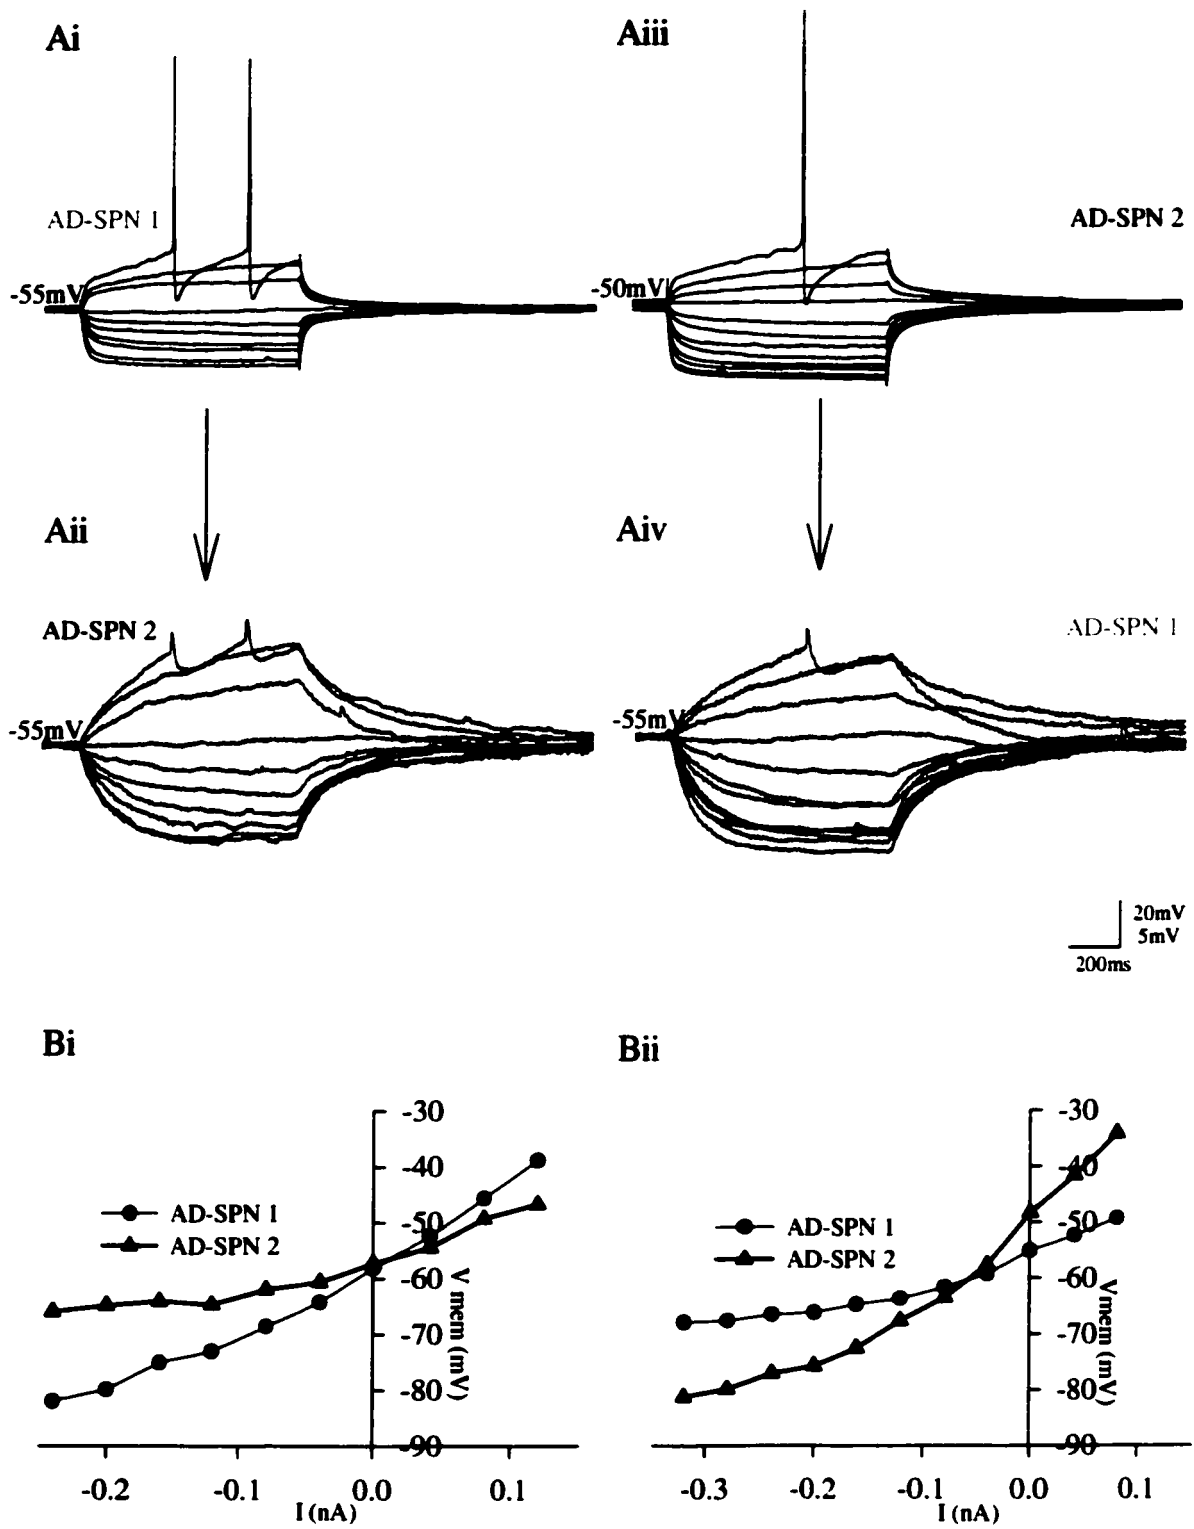 Ai
Aiii
AD-SPN 1
AD-SPN 2
-55mV
-50mV
Aii
Aiv
AD-SPN 2
AD-SPN 1
-55mV
-55mV
20mV
5mV
200ms
Bi
Bii
-30
-40
-50
-60
-70
-80
-90
AD-SPN 1
AD-SPN 2
V mem (mV)
-0.2 -0.1 0.0 0.1
I (nA)
-30
-40
-50
-60
-70
-80
-90
AD-SPN 1
AD-SPN 2
Vmem (mV)
-0.3 -0.2 -0.1 0.0 0.1
I (nA)